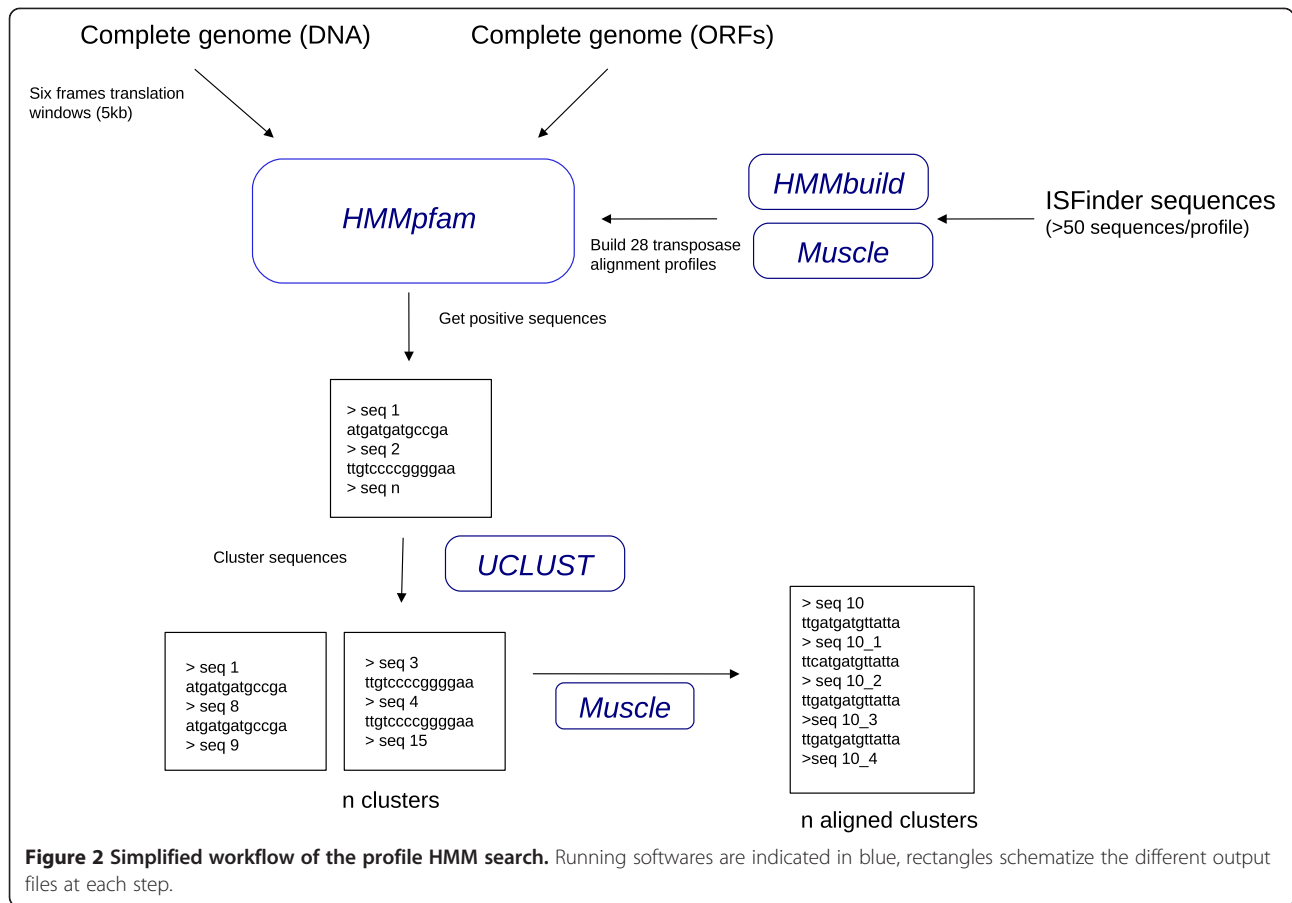 Complete genome (DNA)
Complete genome (ORFs)
Six frames translation
windows (5kb)
HMMpfam
HMMbuild
Muscle
ISFinder sequences
(>50 sequences/profile)
Build 28 transposase
alignment profiles
Get positive sequences
> seq 1
atgatgatgccga
> seq 2
ttgtccccggggaa
> seq n
Cluster sequences
UCLUST
> seq 1
atgatgatgccga
> seq 8
atgatgatgccga
> seq 9
> seq 3
ttgtccccggggaa
> seq 4
ttgtccccggggaa
> seq 15
n clusters
Muscle
> seq 10
ttgatgatgttatta
> seq 10_1
ttcatgatgttatta
> seq 10_2
ttgatgatgttatta
>seq 10_3
ttgatgatgttatta
>seq 10_4
n aligned clusters
Figure 2 Simplified workflow of the profile HMM search. Running softwares are indicated in blue, rectangles schematize the different output
files at each step.